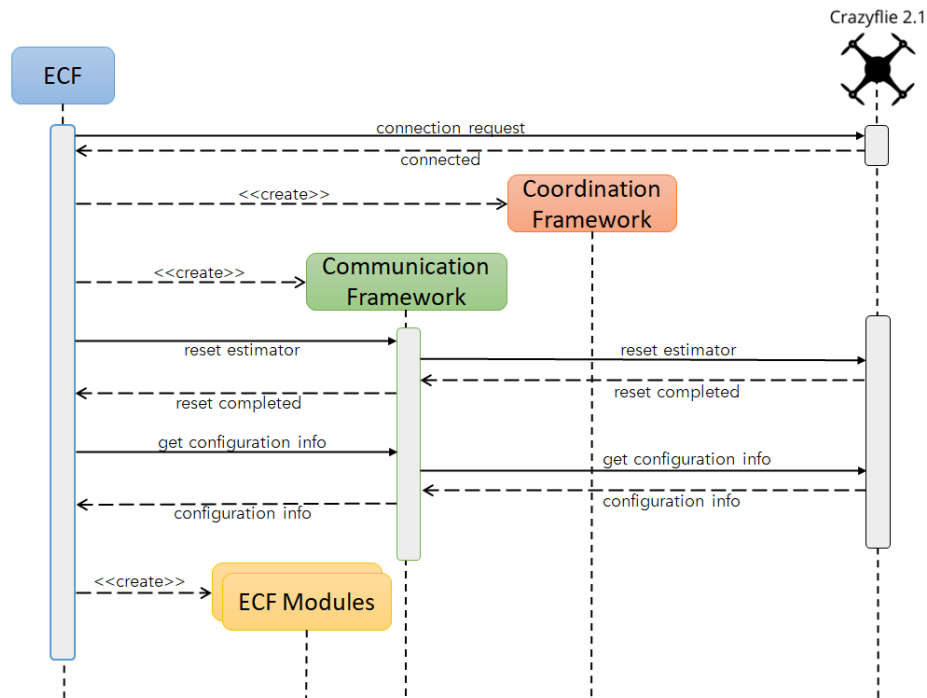 Crazyflie 2.1
ECF
connection request
connected
<<create>>
Coordination
Framework
<<create>>
Communication
Framework
reset estimator
reset estimator
reset completed
reset completed
get configuration info
get configuration info
configuration info
configuration info
<<create>>
ECF Modules